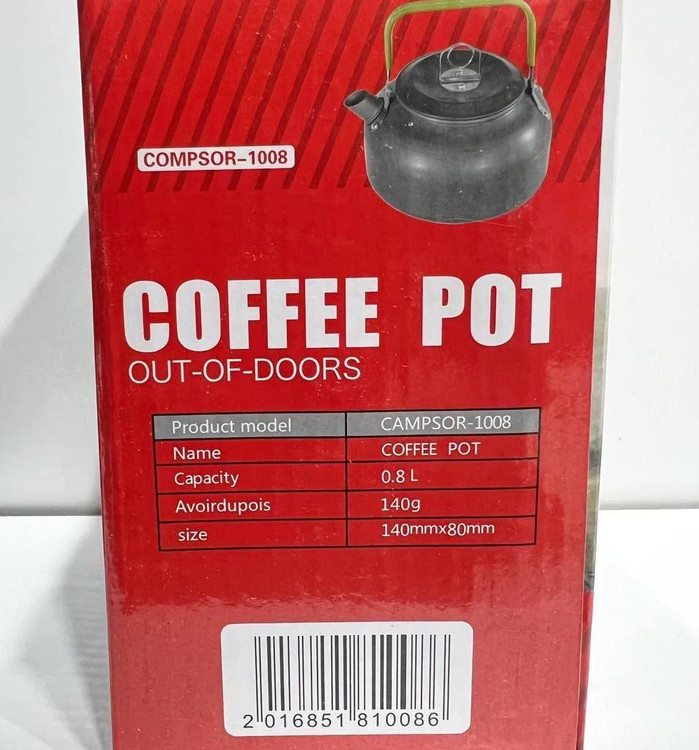 COMPSOR-1008
COFFEE POT
OUT-OF-DOORS
Product model CAMPSOR-1008
Name COFFEE POT
Capacity 0.8 L
Avoirdupois 140g
size 140mmx80mm
2 016851 810086